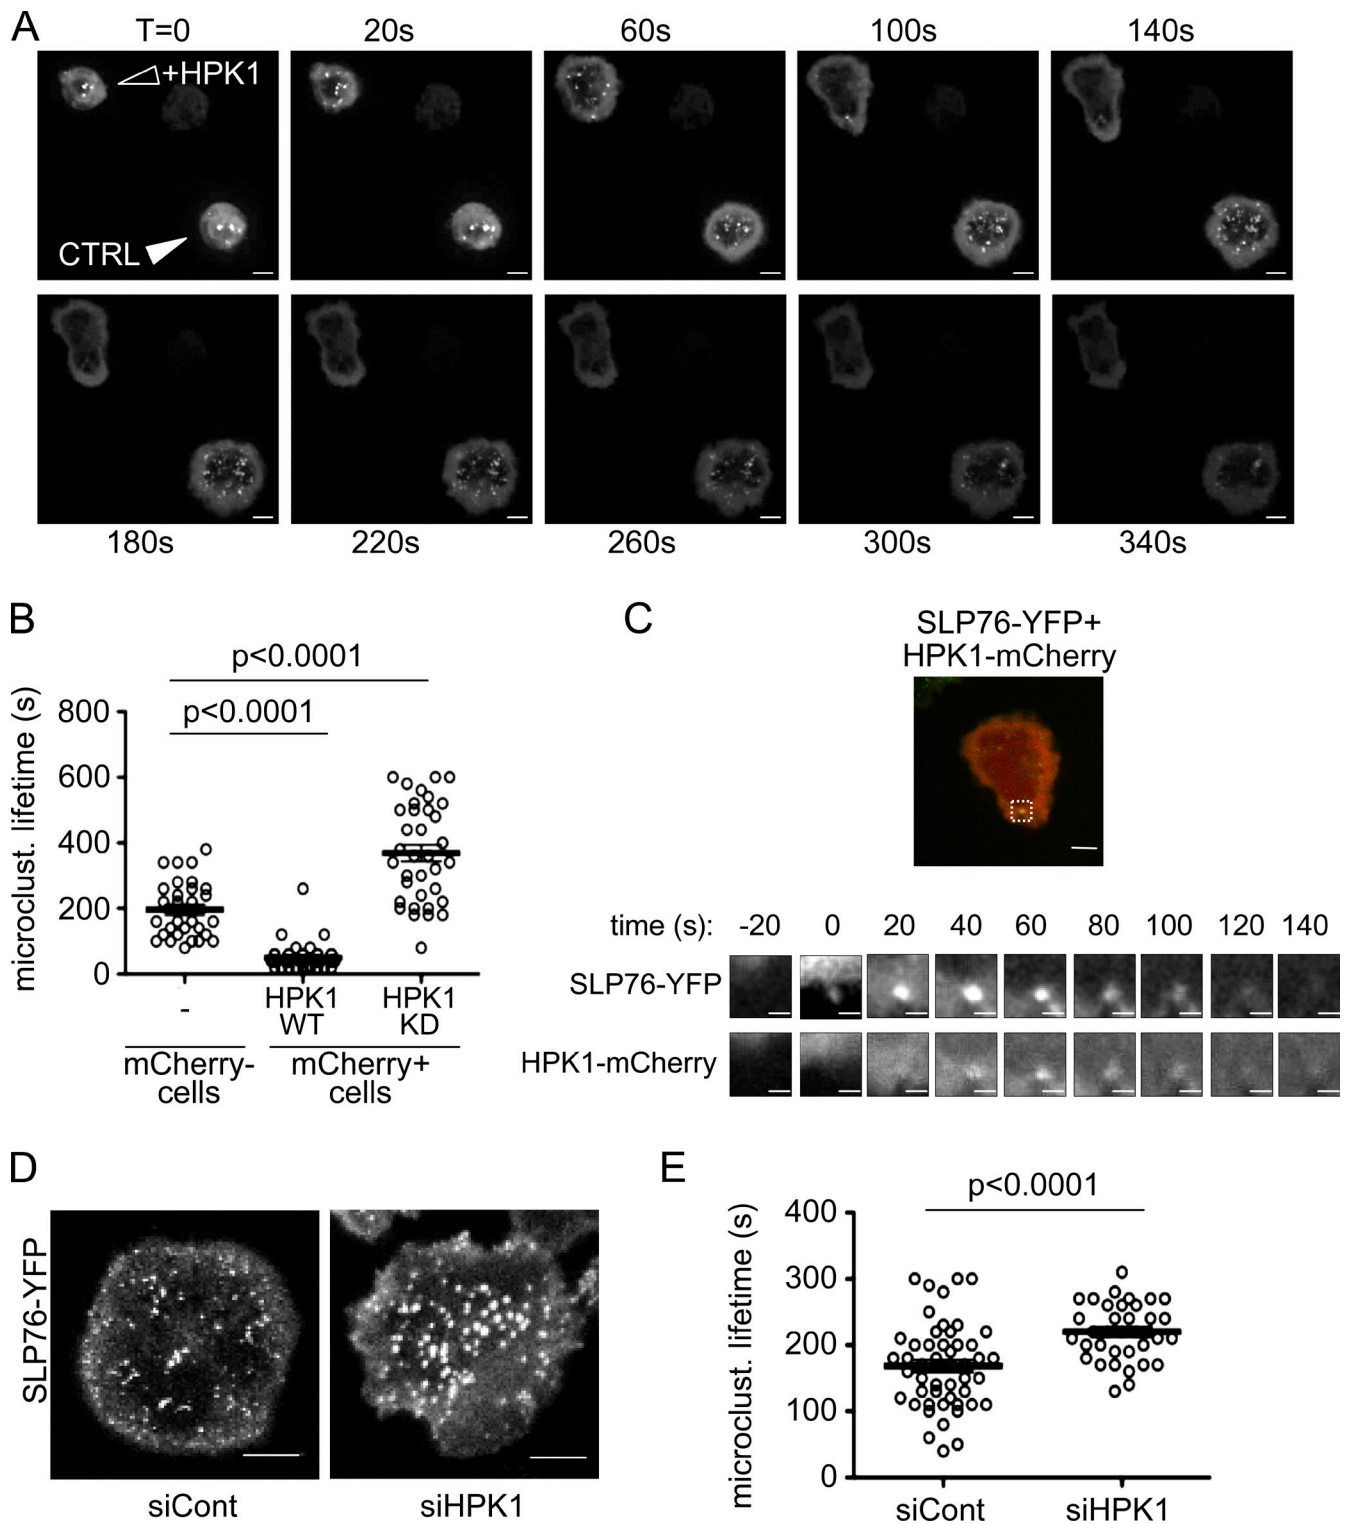 A
T=0 20s 60s 100s 140s
+HPK1
CTRL
180s 220s 260s 300s 340s
B
p<0.0001
p<0.0001
microclust. lifetime (s)
800
600
400
200
0
- HPK1 HPK1
WT KD
mCherry- mCherry+
cells cells
C
SLP76-YFP+
HPK1-mCherry
time (s): -20 0 20 40 60 80 100 120 140
SLP76-YFP
HPK1-mCherry
D
SLP76-YFP
siCont siHPK1
E
p<0.0001
microclust. lifetime (s)
400
300
200
100
0
siCont siHPK1